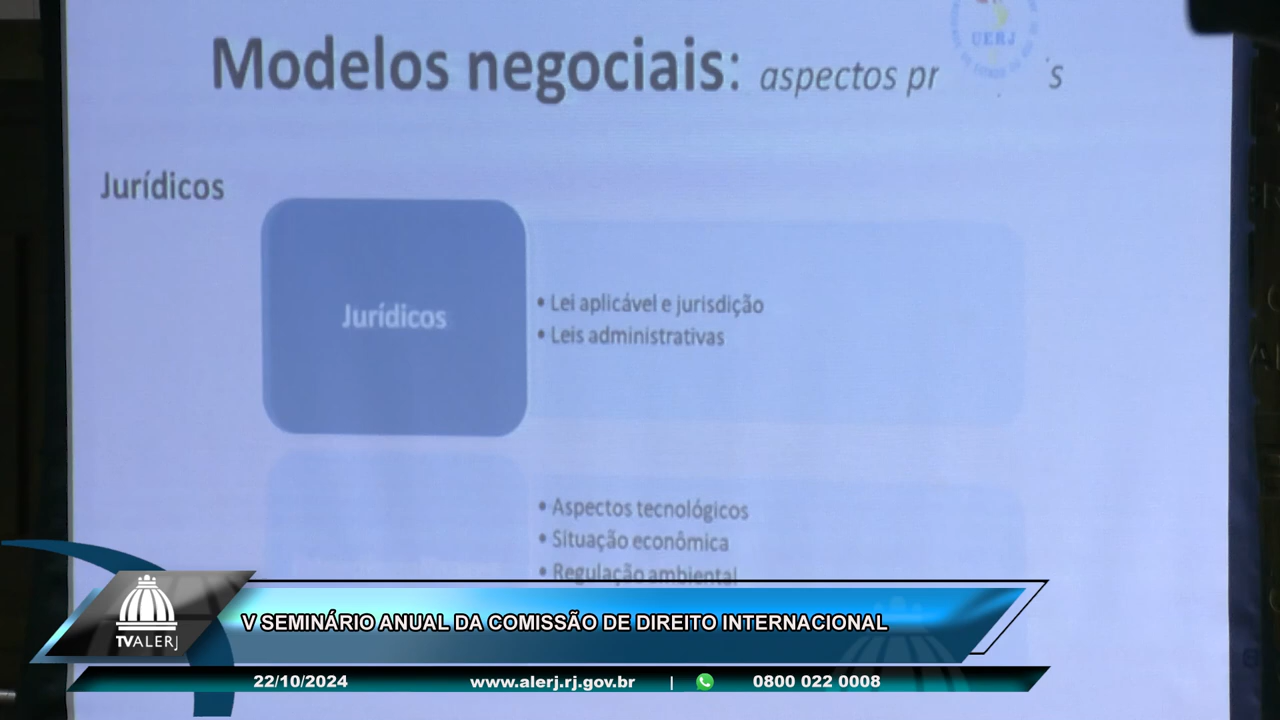 UERJ
Modelos negociais: aspectos pr s
Jurídicos
Jurídicos
• Lei aplicável e jurisdição
• Leis administrativas
• Aspectos tecnológicos
• Situação econômica
• Regulação ambiental
V SEMINÁRIO ANUAL DA COMISSÃO DE DIREITO INTERNACIONAL
TVALERJ
22/10/2024 www.alerj.rj.gov.br | 0800 022 0008